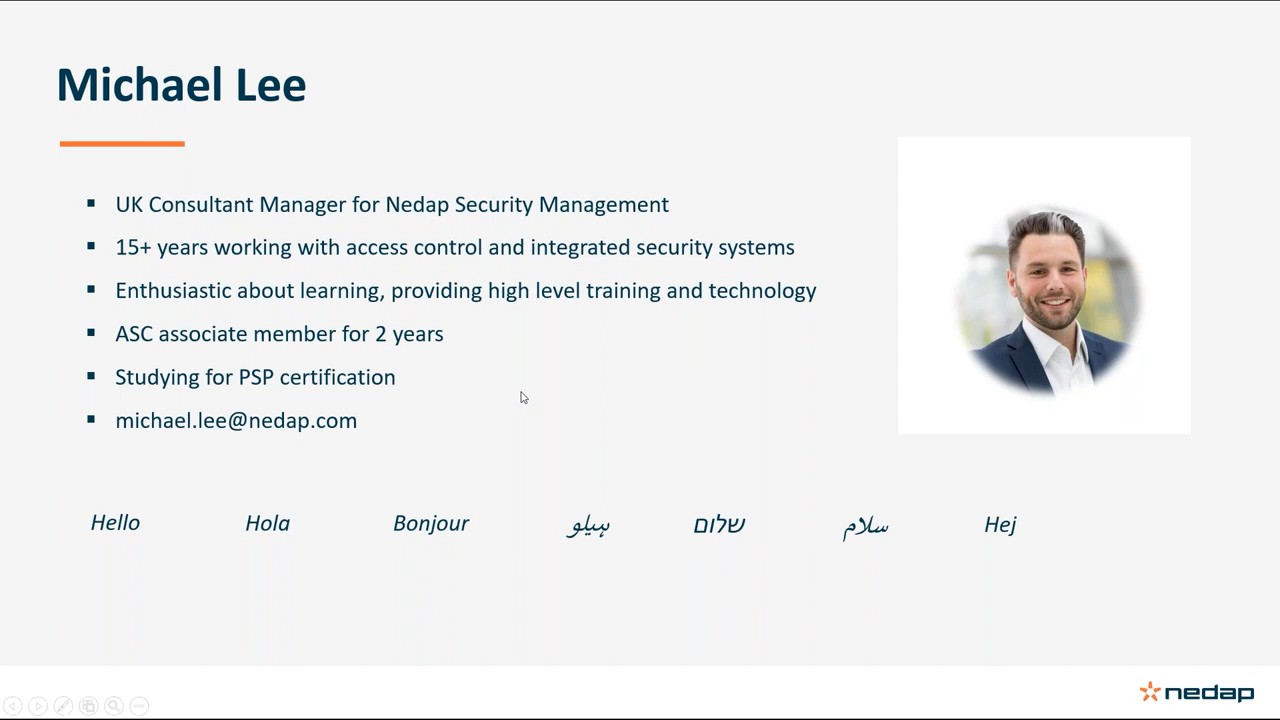 Michael Lee
UK Consultant Manager for Nedap Security Management
15+ years working with access control and integrated security systems
Enthusiastic about learning, providing high level training and technology
ASC associate member for 2 years
Studying for PSP certification
michael.lee@nedap.com
Hello Hola Bonjour ہیلو שלום سلام Hej
nedap